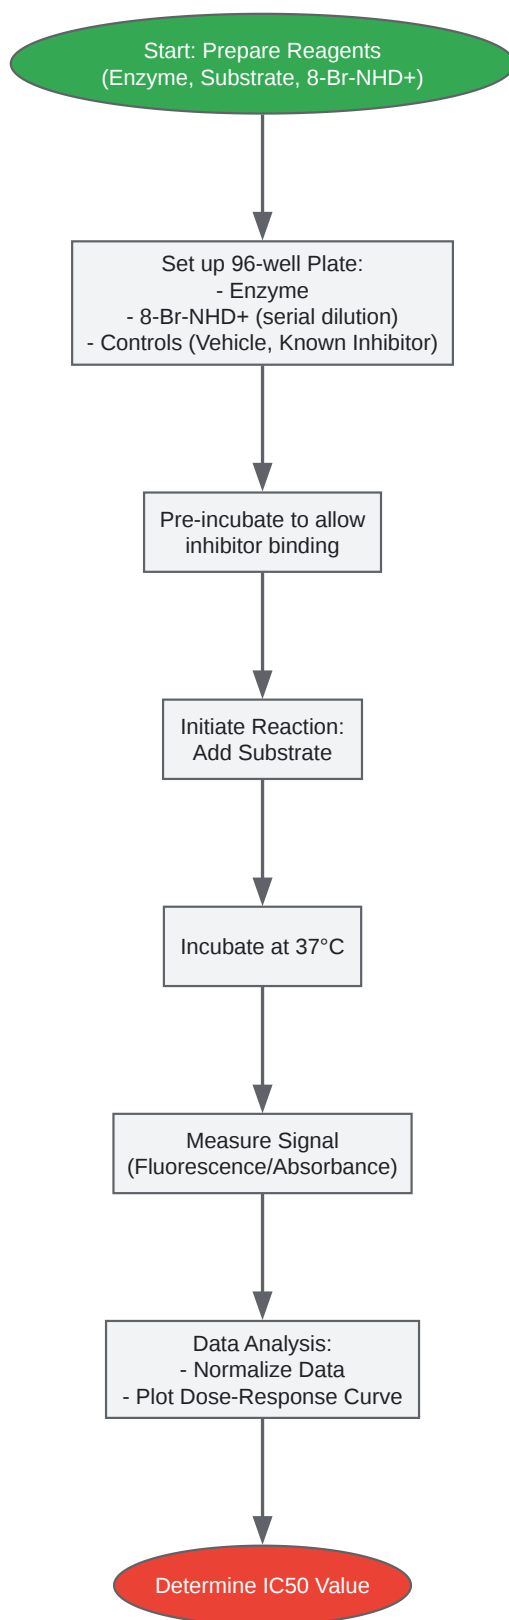 Start: Prepare Reagents
(Enzyme, Substrate, 8-Br-NHD+)
Set up 96-well Plate:
- Enzyme
- 8-Br-NHD+ (serial dilution)
- Controls (Vehicle, Known Inhibitor)
Pre-incubate to allow
inhibitor binding
Initiate Reaction:
Add Substrate
Incubate at 37°C
Measure Signal
(Fluorescence/Absorbance)
Data Analysis:
- Normalize Data
- Plot Dose-Response Curve
Determine IC50 Value